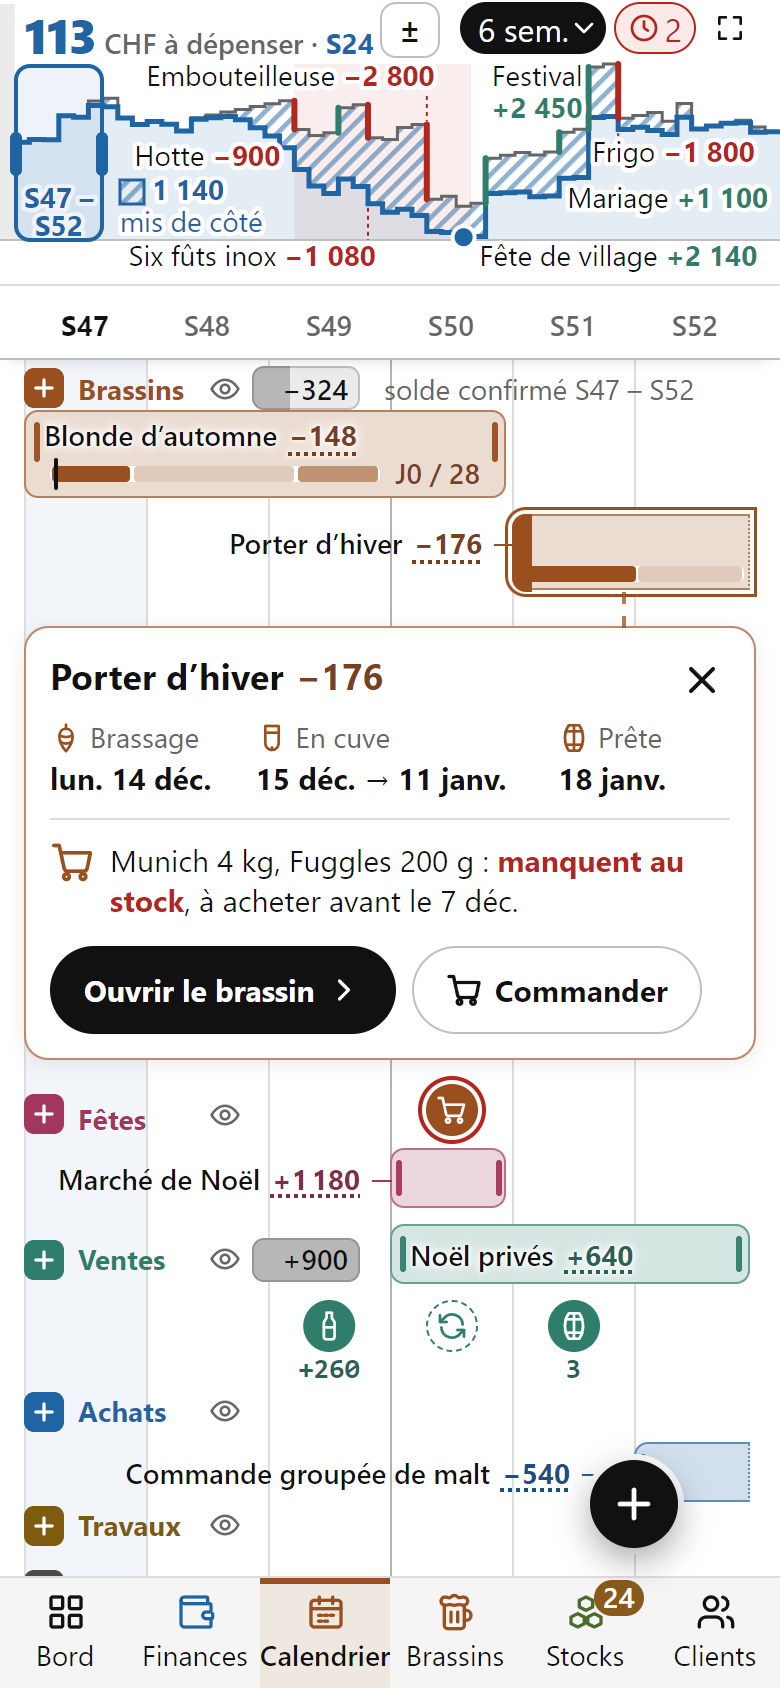 113 CHF à dépenser · S24
±
6 sem.
2
Embouteilleuse −2 800
Festival
+2 450
Hotte −900
Frigo −1 800
1 140
mis de côté
S47 –
S52
Mariage +1 100
Six fûts inox −1 080
Fête de village +2 140
S47 S48 S49 S50 S51 S52
Brassins
−324
solde confirmé S47 – S52
Blonde d’automne −148
J0 / 28
Porter d’hiver −176
Porter d’hiver −176
Brassage
En cuve
Prête
lun. 14 déc.
15 déc. → 11 janv.
18 janv.
Munich 4 kg, Fuggles 200 g : manquent au
stock, à acheter avant le 7 déc.
Ouvrir le brassin
Commander
Fêtes
Marché de Noël +1 180
Ventes
+900
Noël privés +640
+260
3
Achats
Commande groupée de malt −540
Travaux
24
Bord Finances Calendrier Brassins Stocks Clients